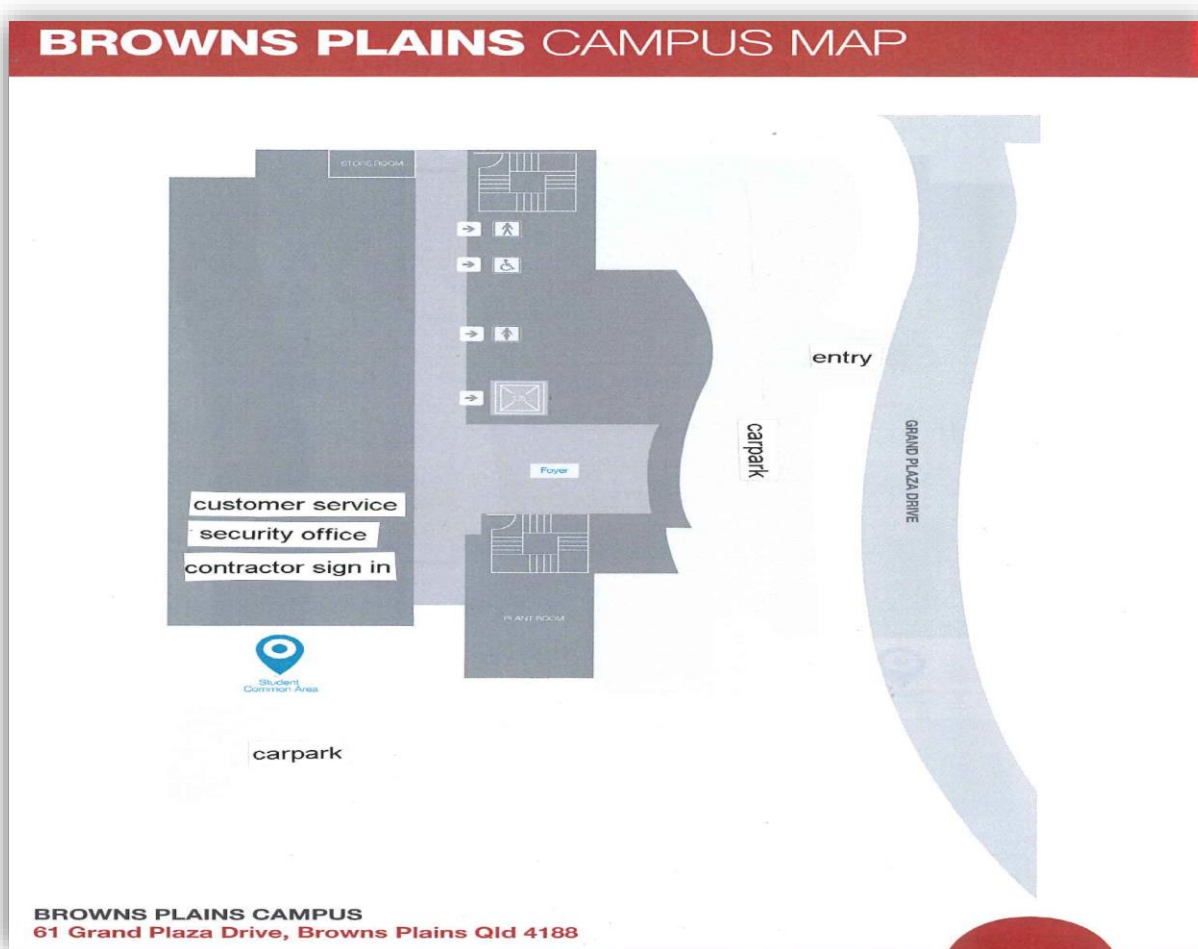 BROWNS PLAINS CAMPUS MAP
STORE ROOM
entry
carpark
GRAND PLAZA DRIVE
Foyer
customer service
security office
contractor sign in
PLANT ROOM
Student
Common Area
carpark
BROWNS PLAINS CAMPUS
61 Grand Plaza Drive, Browns Plains Qld 4188